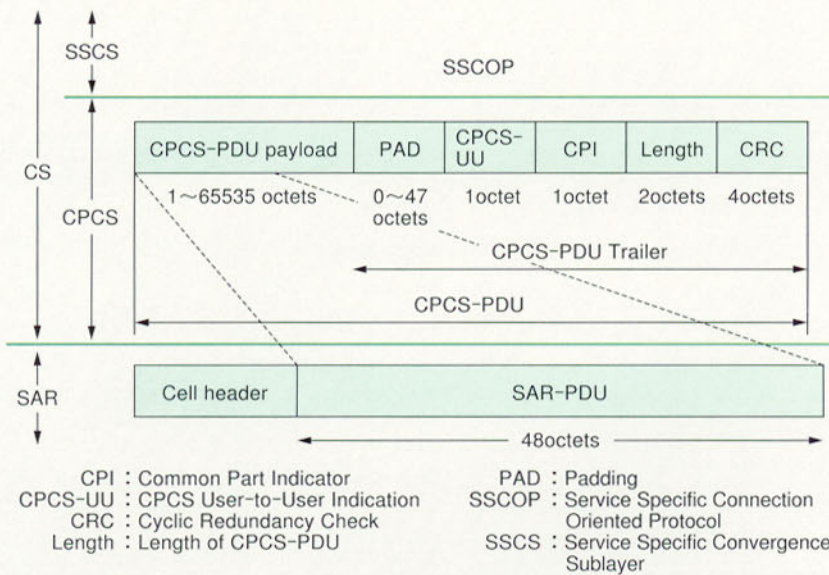 SSCS
SSCOP
CS
CPCS
CPCS-PDU payload
PAD
CPCS-
UU
CPI
Length
CRC
1～65535 octets
0～47
octets
1octet
1octet
2octets
4octets
CPCS-PDU Trailer
CPCS-PDU
SAR
Cell header
SAR-PDU
48octets
CPI : Common Part Indicator
CPCS-UU : CPCS User-to-User Indication
CRC : Cyclic Redundancy Check
Length : Length of CPCS-PDU
PAD : Padding
SSCOP : Service Specific Connection
Oriented Protocol
SSCS : Service Specific Convergence
Sublayer